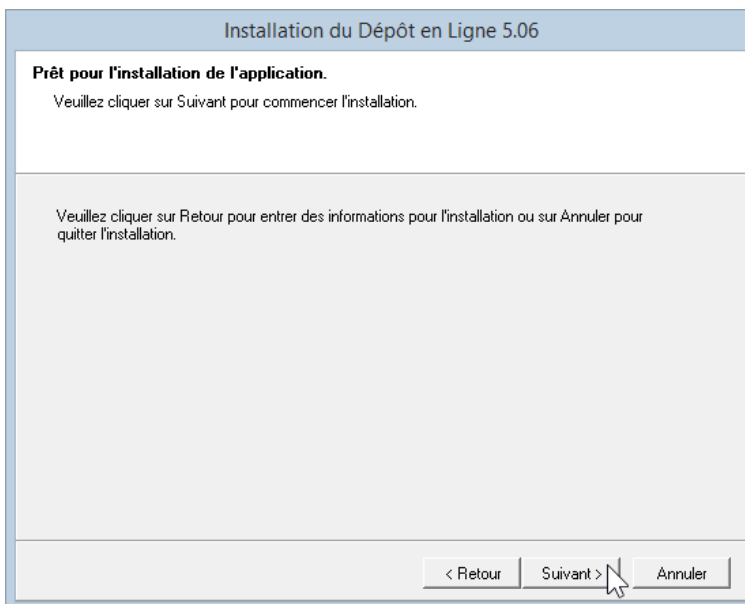 Installation du Dépôt en Ligne 5.06
Prêt pour l'installation de l'application.
Veuillez cliquer sur Suivant pour commencer l'installation.
Veuillez cliquer sur Retour pour entrer des informations pour l'installation ou sur Annuler pour
quitter l'installation.
< Retour
Suivant >
Annuler